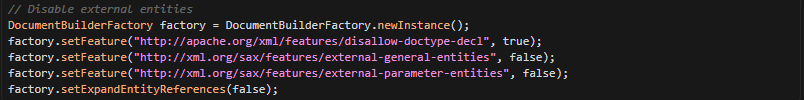 // Disable external entities
DocumentBuilderFactory factory = DocumentBuilderFactory.newInstance();
factory.setFeature("http://apache.org/xml/features/disallow-doctype-decl", true);
factory.setFeature("http://xml.org/sax/features/external-general-entities", false);
factory.setFeature("http://xml.org/sax/features/external-parameter-entities", false);
factory.setExpandEntityReferences(false);